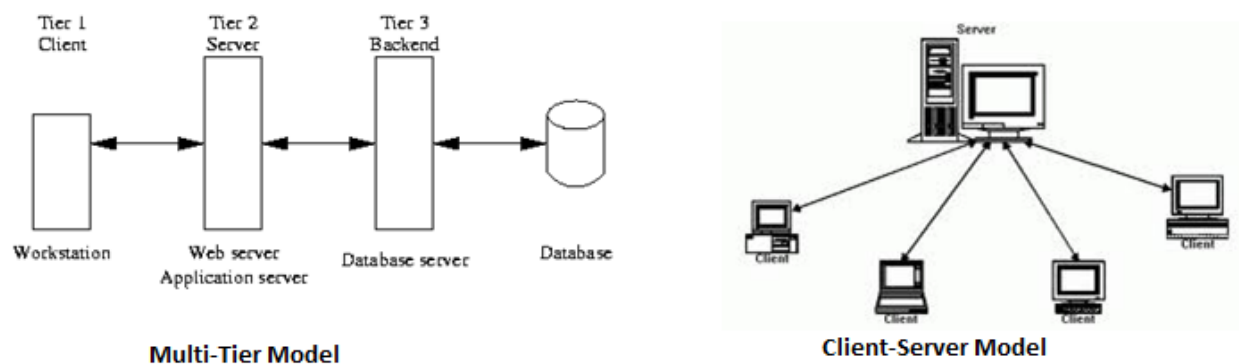 Tier 1
Client
Tier 2
Server
Tier 3
Backend
Workstation
Web server
Application server
Database server
Database
Multi-Tier Model
Server
Client
Client
Client
Client
Client-Server Model